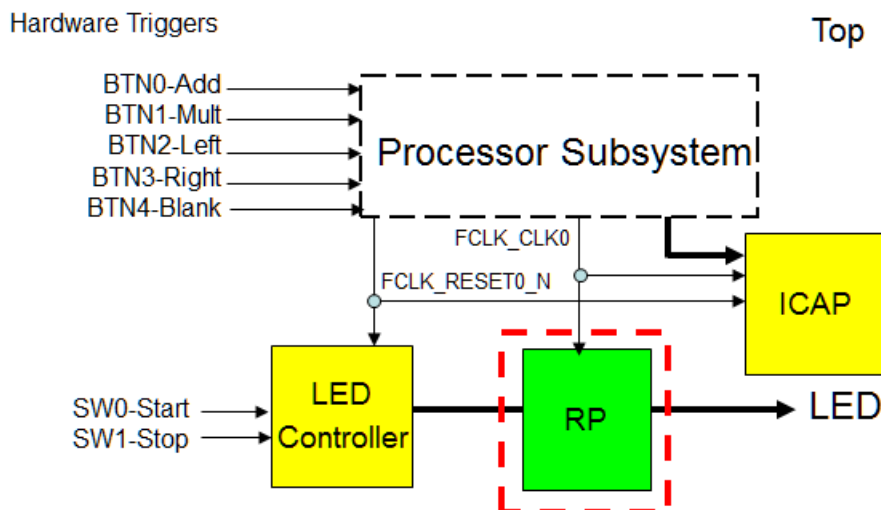 Hardware Triggers
Top
BTN0-Add
BTN1-Mult
BTN2-Left
BTN3-Right
BTN4-Blank
Processor Subsystem
FCLK_CLK0
FCLK_RESET0_N
ICAP
SW0-Start
SW1-Stop
LED
Controller
RP
LED